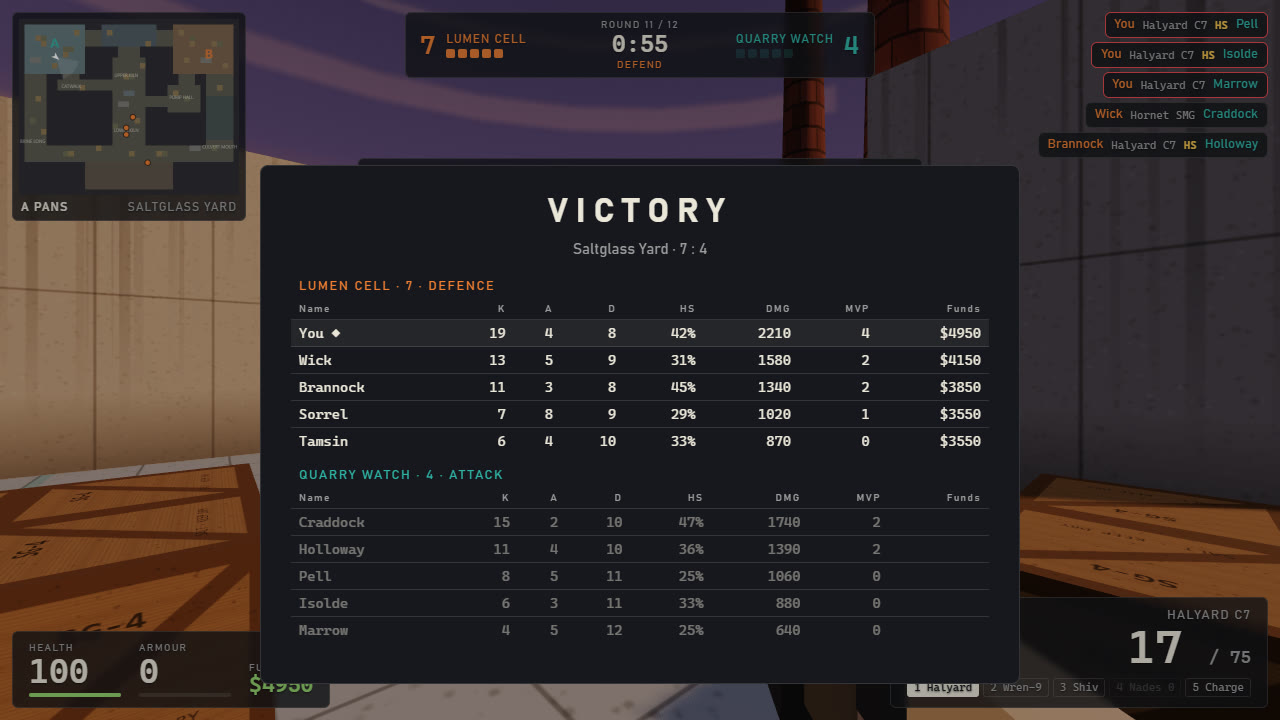 A
B
UPPER PAN
CATWALK
A PANS
SALTGLASS YARD
ROUND 11 / 12
7 LUMEN CELL
0:55
QUARRY WATCH 4
DEFEND
You Halyard C7 HS Pell
You Halyard C7 HS Isolde
You Halyard C7 Marrow
Wick Hornet SMG Craddock
Brannock Halyard C7 HS Holloway
VICTORY
Saltglass Yard · 7 : 4
LUMEN CELL · 7 · DEFENCE
Name K A D HS DMG MVP Funds
You ◆ 19 4 8 42% 2210 4 $4950
Wick 13 5 9 31% 1580 2 $4150
Brannock 11 3 8 45% 1340 2 $3850
Sorrel 7 8 9 29% 1020 1 $3550
Tamsin 6 4 10 33% 870 0 $3550
QUARRY WATCH · 4 · ATTACK
Name K A D HS DMG MVP Funds
Craddock 15 2 10 47% 1740 2
Holloway 11 4 10 36% 1390 2
Pell 8 5 11 25% 1060 0
Isolde 6 3 11 33% 880 0
Marrow 4 5 12 25% 640 0
HEALTH
100
ARMOUR
0
$4950
HALYARD C7
17 / 75
1 Halyard
2 Wren-9
3 Shiv
4 Nades 0
5 Charge